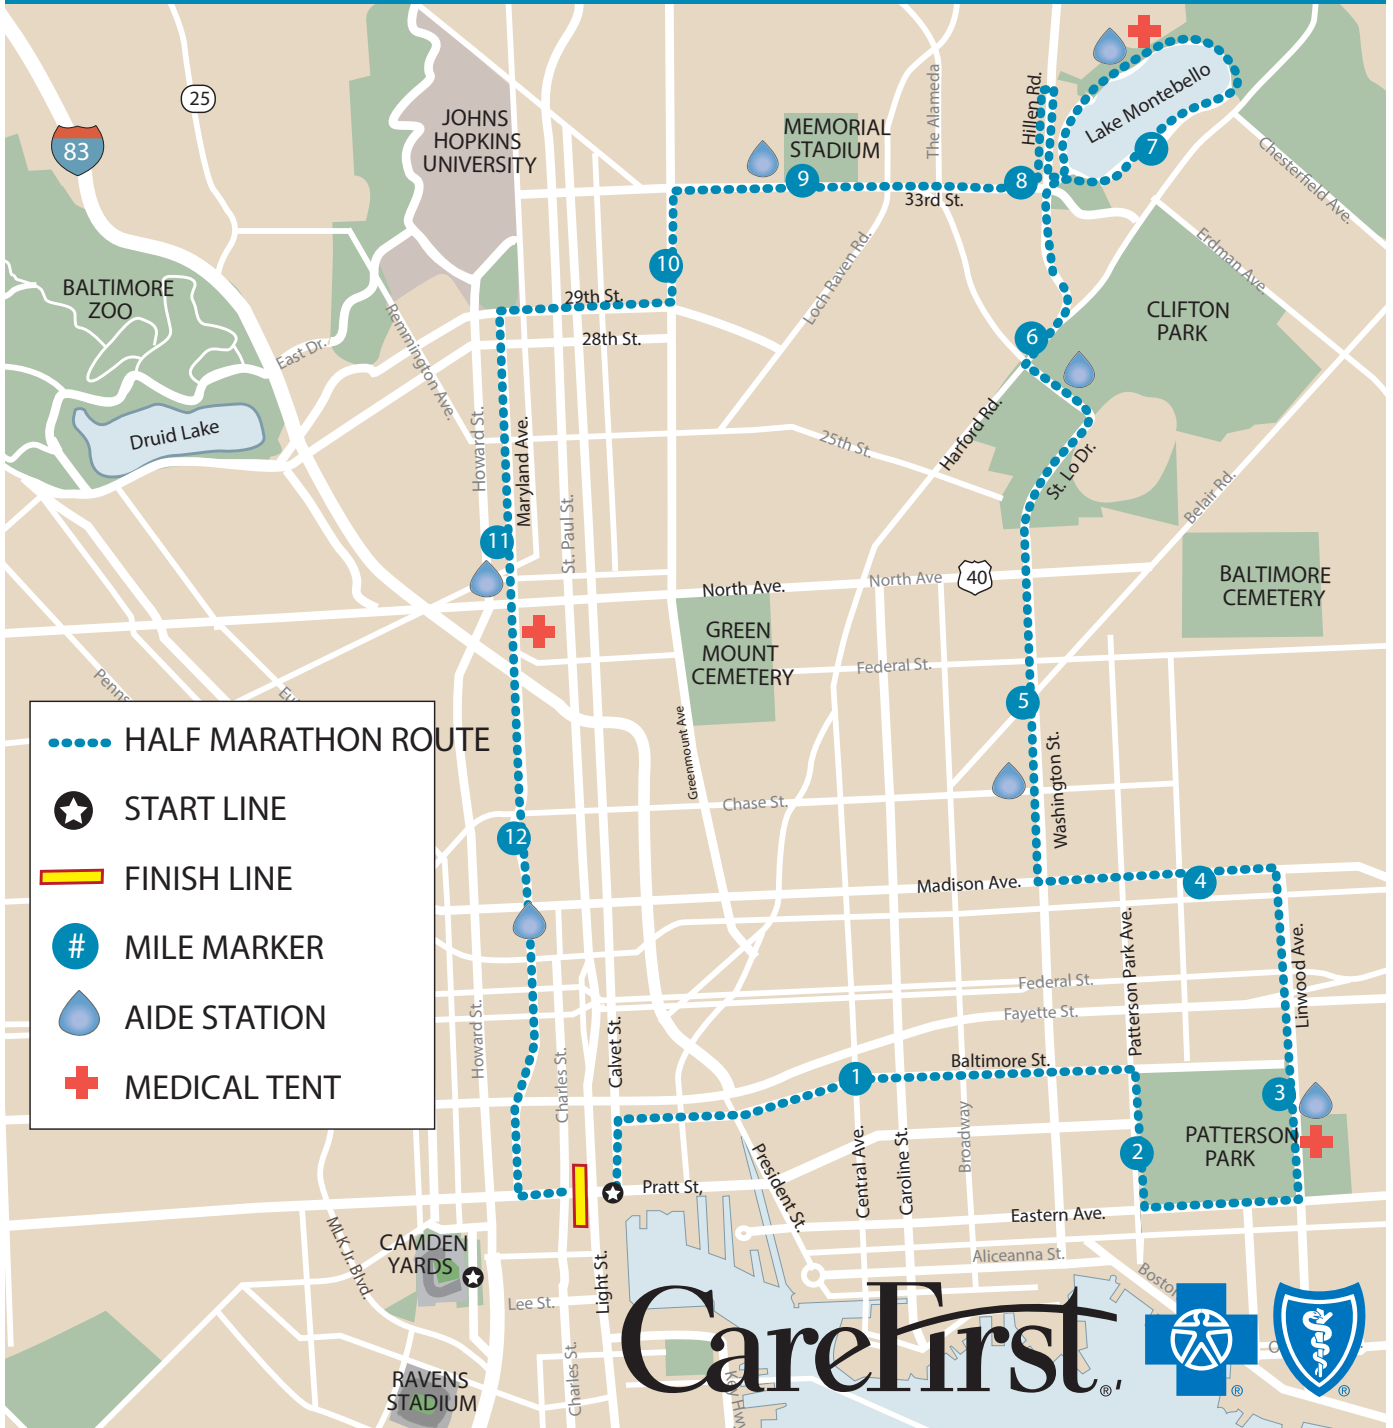 25
83
JOHNS
HOPKINS
UNIVERSITY
MEMORIAL
STADIUM
The Alameda
Hillen Rd.
Lake Montebello
7
Chesterfield Ave.
9
8
33rd St.
Erdman Ave.
10
Loch Raven Rd.
BALTIMORE
ZOO
29th St.
28th St.
CLIFTON
PARK
6
East Dr.
Remmington Ave.
Druid Lake
Howard St.
Maryland Ave.
25th St.
Harford Rd.
St. Lo Dr.
Belair Rd.
St. Paul St.
11
North Ave.
North Ave
40
BALTIMORE
CEMETERY
GREEN
MOUNT
CEMETERY
Federal St.
5
Greenmount Ave
Washington St.
Chase St.
HALF MARATHON ROUTE
START LINE
FINISH LINE
#
MILE MARKER
AIDE STATION
MEDICAL TENT
12
Madison Ave.
4
Patterson Park Ave.
Linwood Ave.
Federal St.
Fayette St.
Howard St.
Charles St.
Calvet St.
Baltimore St.
1
3
2
PATTERSON
PARK
President St.
Central Ave.
Caroline St.
Broadway
Pratt St,
Eastern Ave.
Aliceanna St.
MLK Jr. Blvd.
CAMDEN
YARDS
Lee St.
Light St.
Charles St.
RAVENS
STADIUM
CareFirst®,
®
®